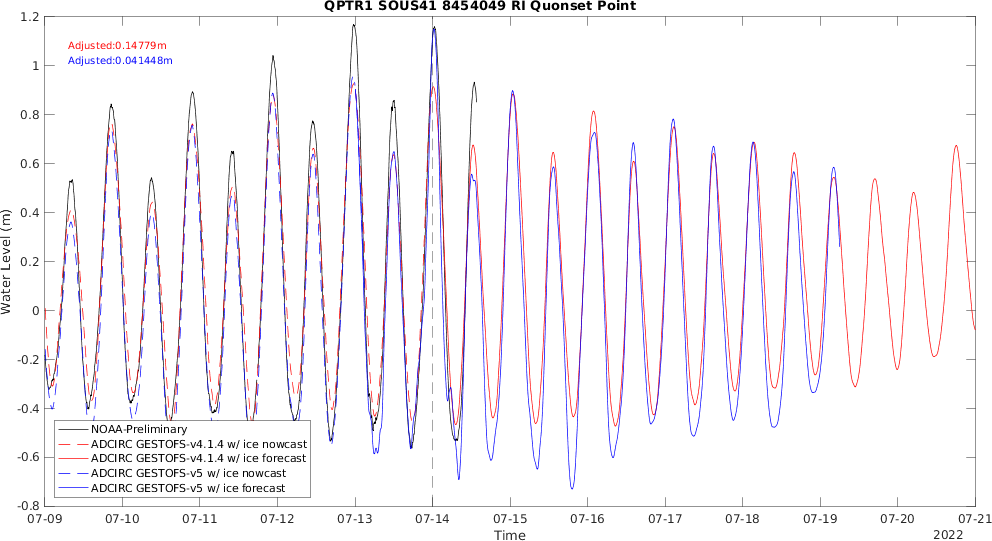 QPTR1 SOUS41 8454049 RI Quonset Point
Adjusted:0.14779m
Adjusted:0.041448m
Water Level (m)
1.2
1
0.8
0.6
0.4
0.2
0
-0.2
-0.4
-0.6
-0.8
NOAA-Preliminary
ADCIRC GESTOFS-v4.1.4 w/ ice nowcast
ADCIRC GESTOFS-v4.1.4 w/ ice forecast
ADCIRC GESTOFS-v5 w/ ice nowcast
ADCIRC GESTOFS-v5 w/ ice forecast
07-09 07-10 07-11 07-12 07-13 07-14 07-15 07-16 07-17 07-18 07-19 07-20 07-21
Time
2022